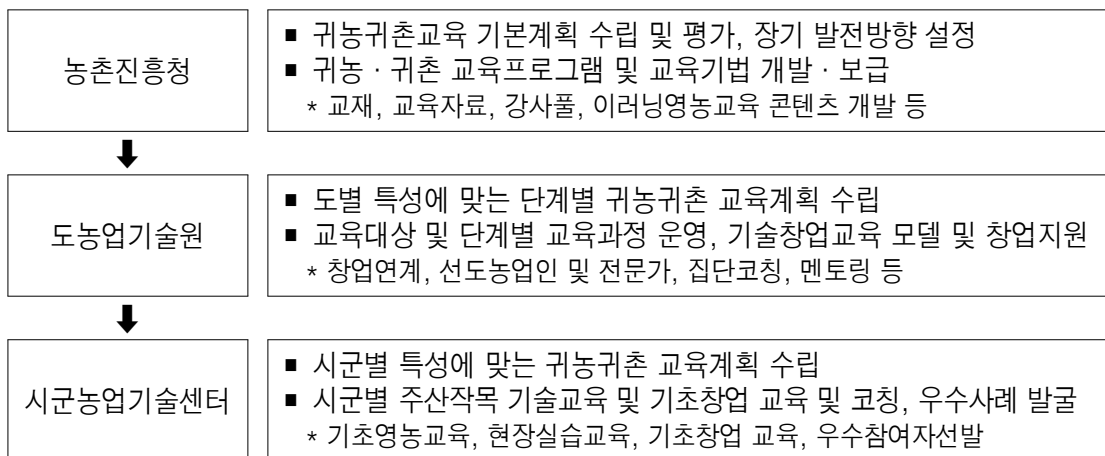 농촌진흥청
■ 귀농귀촌교육 기본계획 수립 및 평가, 장기 발전방향 설정
■ 귀농 · 귀촌 교육프로그램 및 교육기법 개발 · 보급
* 교재, 교육자료, 강사풀, 이러닝영농교육 콘텐츠 개발 등
도농업기술원
■ 도별 특성에 맞는 단계별 귀농귀촌 교육계획 수립
■ 교육대상 및 단계별 교육과정 운영, 기술창업교육 모델 및 창업지원
* 창업연계, 선도농업인 및 전문가, 집단코칭, 멘토링 등
시군농업기술센터
■ 시군별 특성에 맞는 귀농귀촌 교육계획 수립
■ 시군별 주산작목 기술교육 및 기초창업 교육 및 코칭, 우수사례 발굴
* 기초영농교육, 현장실습교육, 기초창업 교육, 우수참여자선발